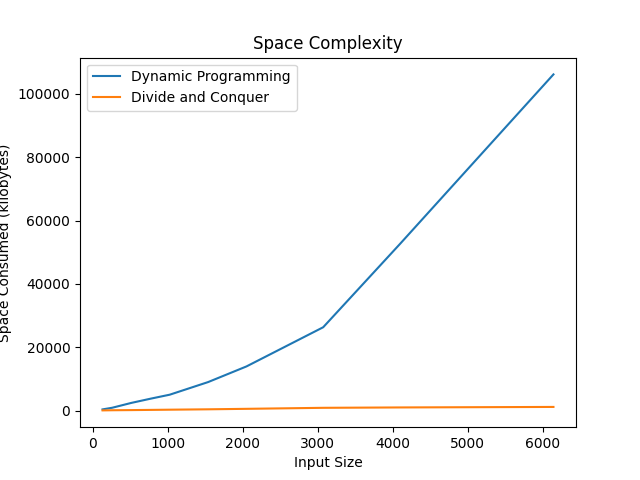 Space Complexity
Dynamic Programming
Divide and Conquer
Space Consumed (kilobytes)
100000
80000
60000
40000
20000
0
0 1000 2000 3000 4000 5000 6000
Input Size